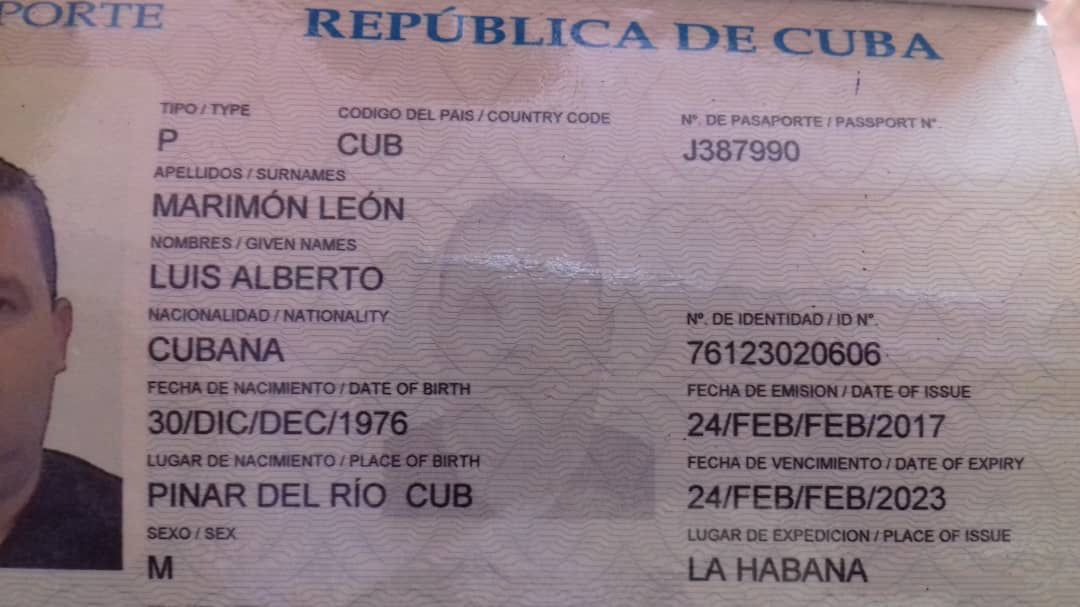 PORTE REPÚBLICA DE CUBA
TIPO / TYPE CODIGO DEL PAIS / COUNTRY CODE Nº. DE PASAPORTE / PASSPORT Nº.
P CUB J387990
APELLIDOS / SURNAMES
MARIMÓN LEÓN
NOMBRES / GIVEN NAMES
LUIS ALBERTO
NACIONALIDAD / NATIONALITY Nº. DE IDENTIDAD / ID Nº.
CUBANA 76123020606
FECHA DE NACIMIENTO / DATE OF BIRTH FECHA DE EMISION / DATE OF ISSUE
30/DIC/DEC/1976 24/FEB/FEB/2017
LUGAR DE NACIMIENTO / PLACE OF BIRTH FECHA DE VENCIMIENTO / DATE OF EXPIRY
PINAR DEL RÍO CUB 24/FEB/FEB/2023
SEXO / SEX LUGAR DE EXPEDICION / PLACE OF ISSUE
M LA HABANA